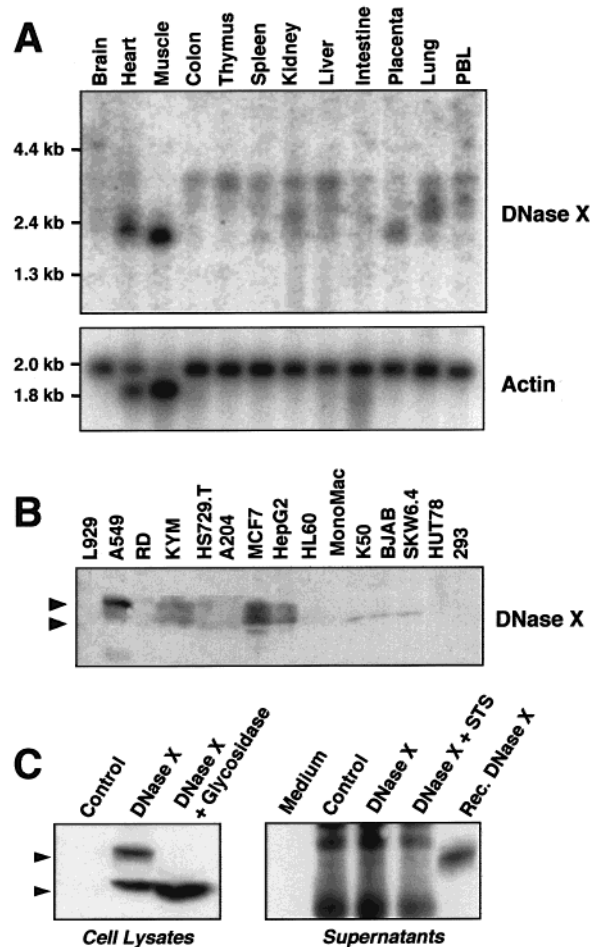 A
Brain Heart Muscle Colon Thymus Spleen Kidney Liver Intestine Placenta Lung PBL
4.4 kb
2.4 kb
1.3 kb
DNase X
2.0 kb
1.8 kb
Actin
B
L929 A549 RD KYM HS729.T A204 MCF7 HepG2 HL60 MonoMac K50 BJAB SKW6.4 HUT78 293
DNase X
C
Control
DNase X
DNase X
+ Glycosidase
Medium
Control
DNase X
DNase X + STS
Rec. DNase X
Cell Lysates
Supernatants